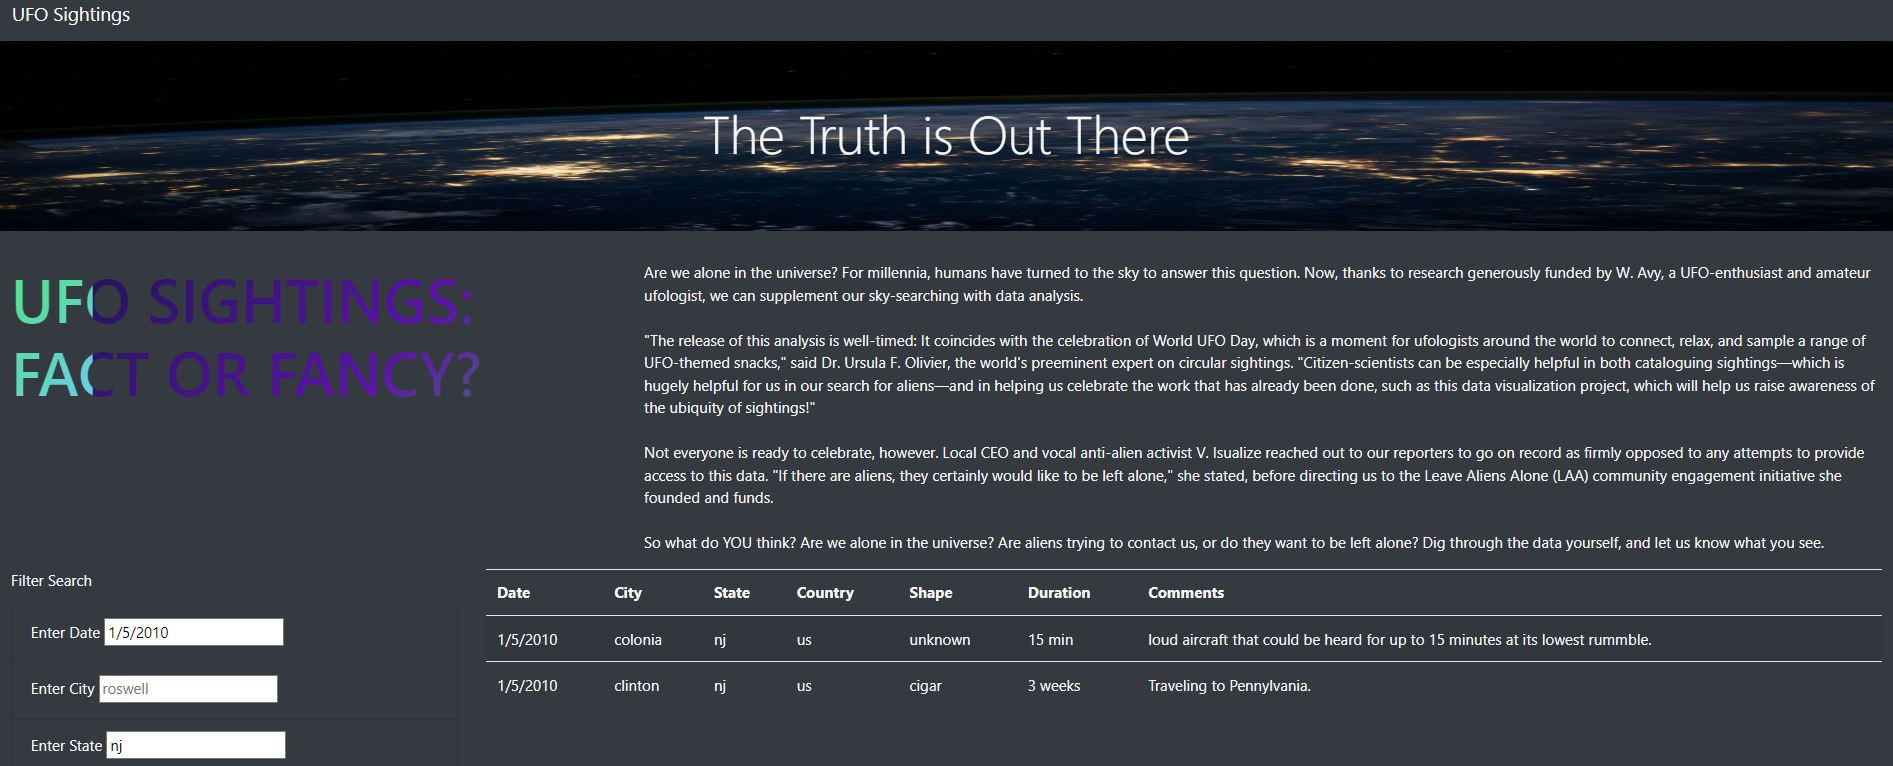 UFO Sightings
The Truth is Out There
UFO SIGHTINGS:
FACT OR FANCY?
Are we alone in the universe? For millennia, humans have turned to the sky to answer this question. Now, thanks to research generously funded by W. Avy, a UFO-enthusiast and amateur
ufologist, we can supplement our sky-searching with data analysis.
"The release of this analysis is well-timed: It coincides with the celebration of World UFO Day, which is a moment for ufologists around the world to connect, relax, and sample a range of
UFO-themed snacks," said Dr. Ursula F. Olivier, the world's preeminent expert on circular sightings. "Citizen-scientists can be especially helpful in both cataloguing sightings—which is
hugely helpful for us in our search for aliens—and in helping us celebrate the work that has already been done, such as this data visualization project, which will help us raise awareness of
the ubiquity of sightings!"
Not everyone is ready to celebrate, however. Local CEO and vocal anti-alien activist V. Isualize reached out to our reporters to go on record as firmly opposed to any attempts to provide
access to this data. "If there are aliens, they certainly would like to be left alone," she stated, before directing us to the Leave Aliens Alone (LAA) community engagement initiative she
founded and funds.
So what do YOU think? Are we alone in the universe? Are aliens trying to contact us, or do they want to be left alone? Dig through the data yourself, and let us know what you see.
Filter Search
Enter Date 1/5/2010
Enter City roswell
Enter State nj
Date City State Country Shape Duration Comments
1/5/2010 colonia nj us unknown 15 min loud aircraft that could be heard for up to 15 minutes at its lowest rummble.
1/5/2010 clinton nj us cigar 3 weeks Traveling to Pennylvania.